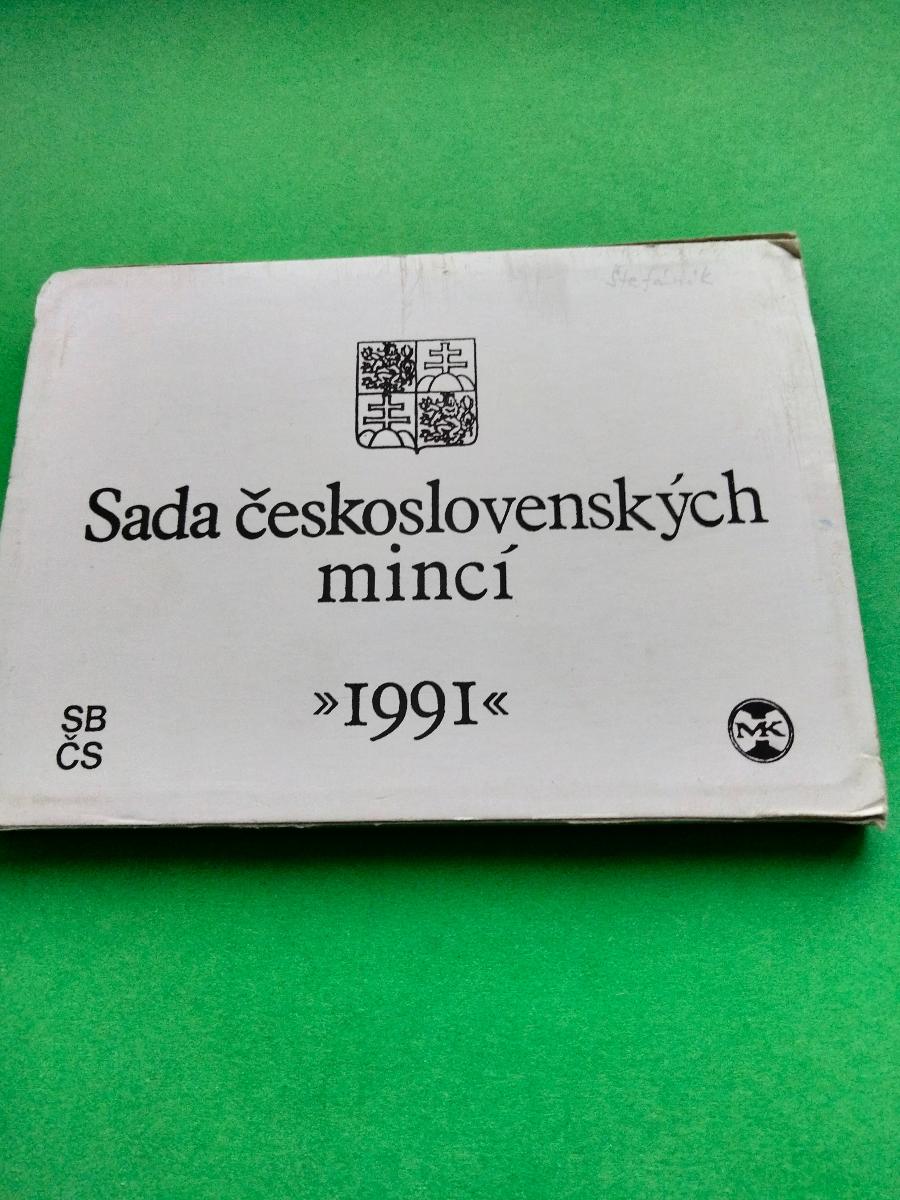 Štefánik
Sada československých
mincí
»1991«
SB
ČS
MK